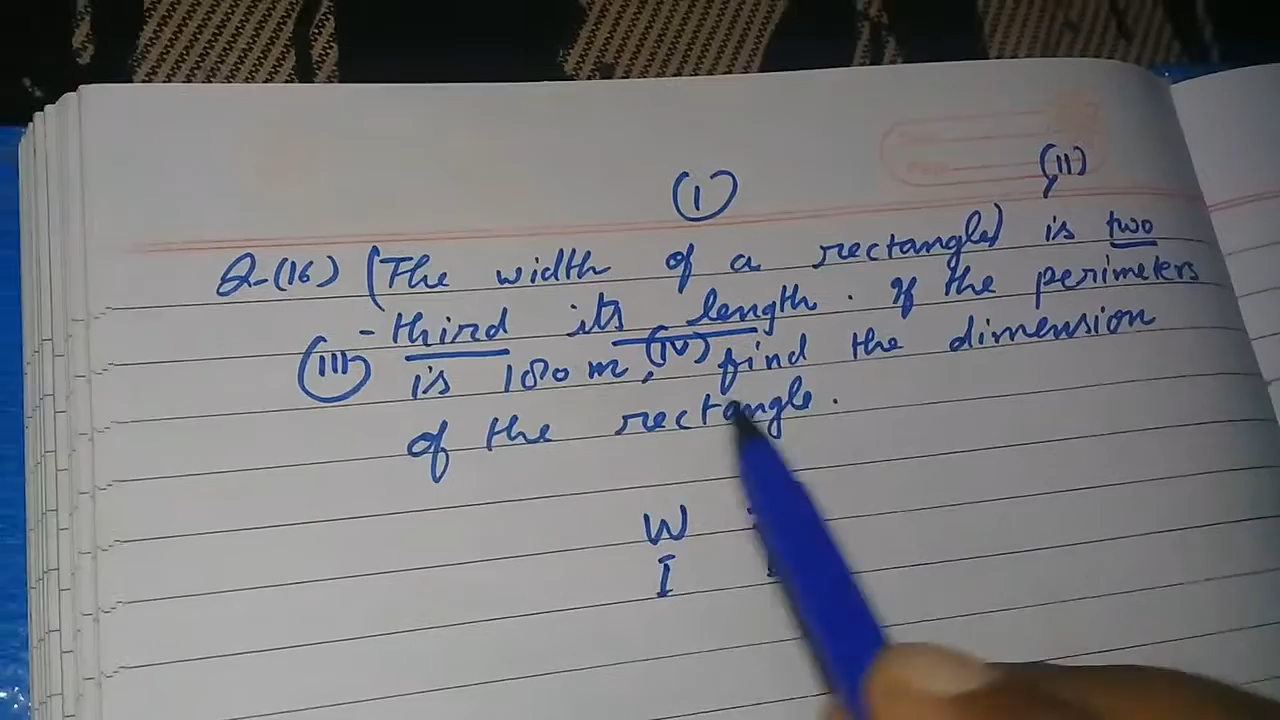 (I) (II)
Q-(16) (The width of a rectangle) is two
-third its length. If the perimeters
(III) is 180 m, (IV) find the dimension
of the rectangle.
W
I